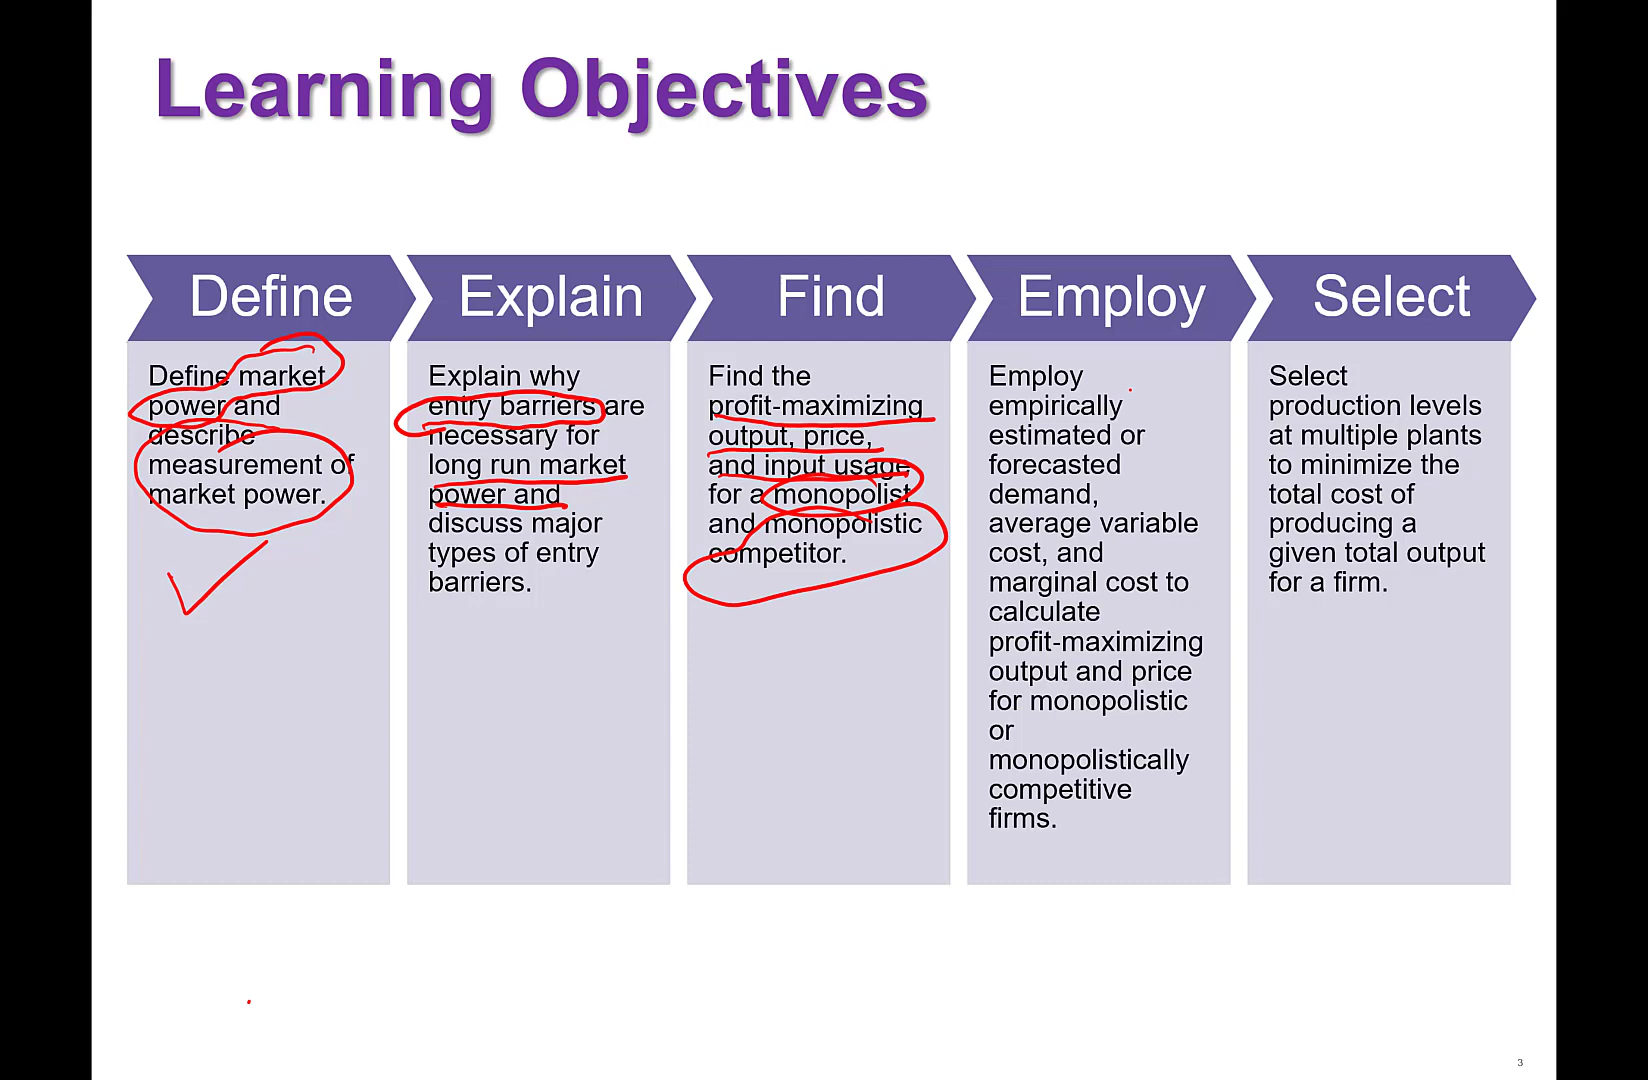 Learning Objectives
Define
Define market
power and
describe
measurement of
market power.
Explain
Explain why
entry barriers are
necessary for
long run market
power and
discuss major
types of entry
barriers.
Find
Find the
profit-maximizing
output, price,
and input usage
for a monopolist
and monopolistic
competitor.
Employ
Employ
empirically
estimated or
forecasted
demand,
average variable
cost, and
marginal cost to
calculate
profit-maximizing
output and price
for monopolistic
or
monopolistically
competitive
firms.
Select
Select
production levels
at multiple plants
to minimize the
total cost of
producing a
given total output
for a firm.
3